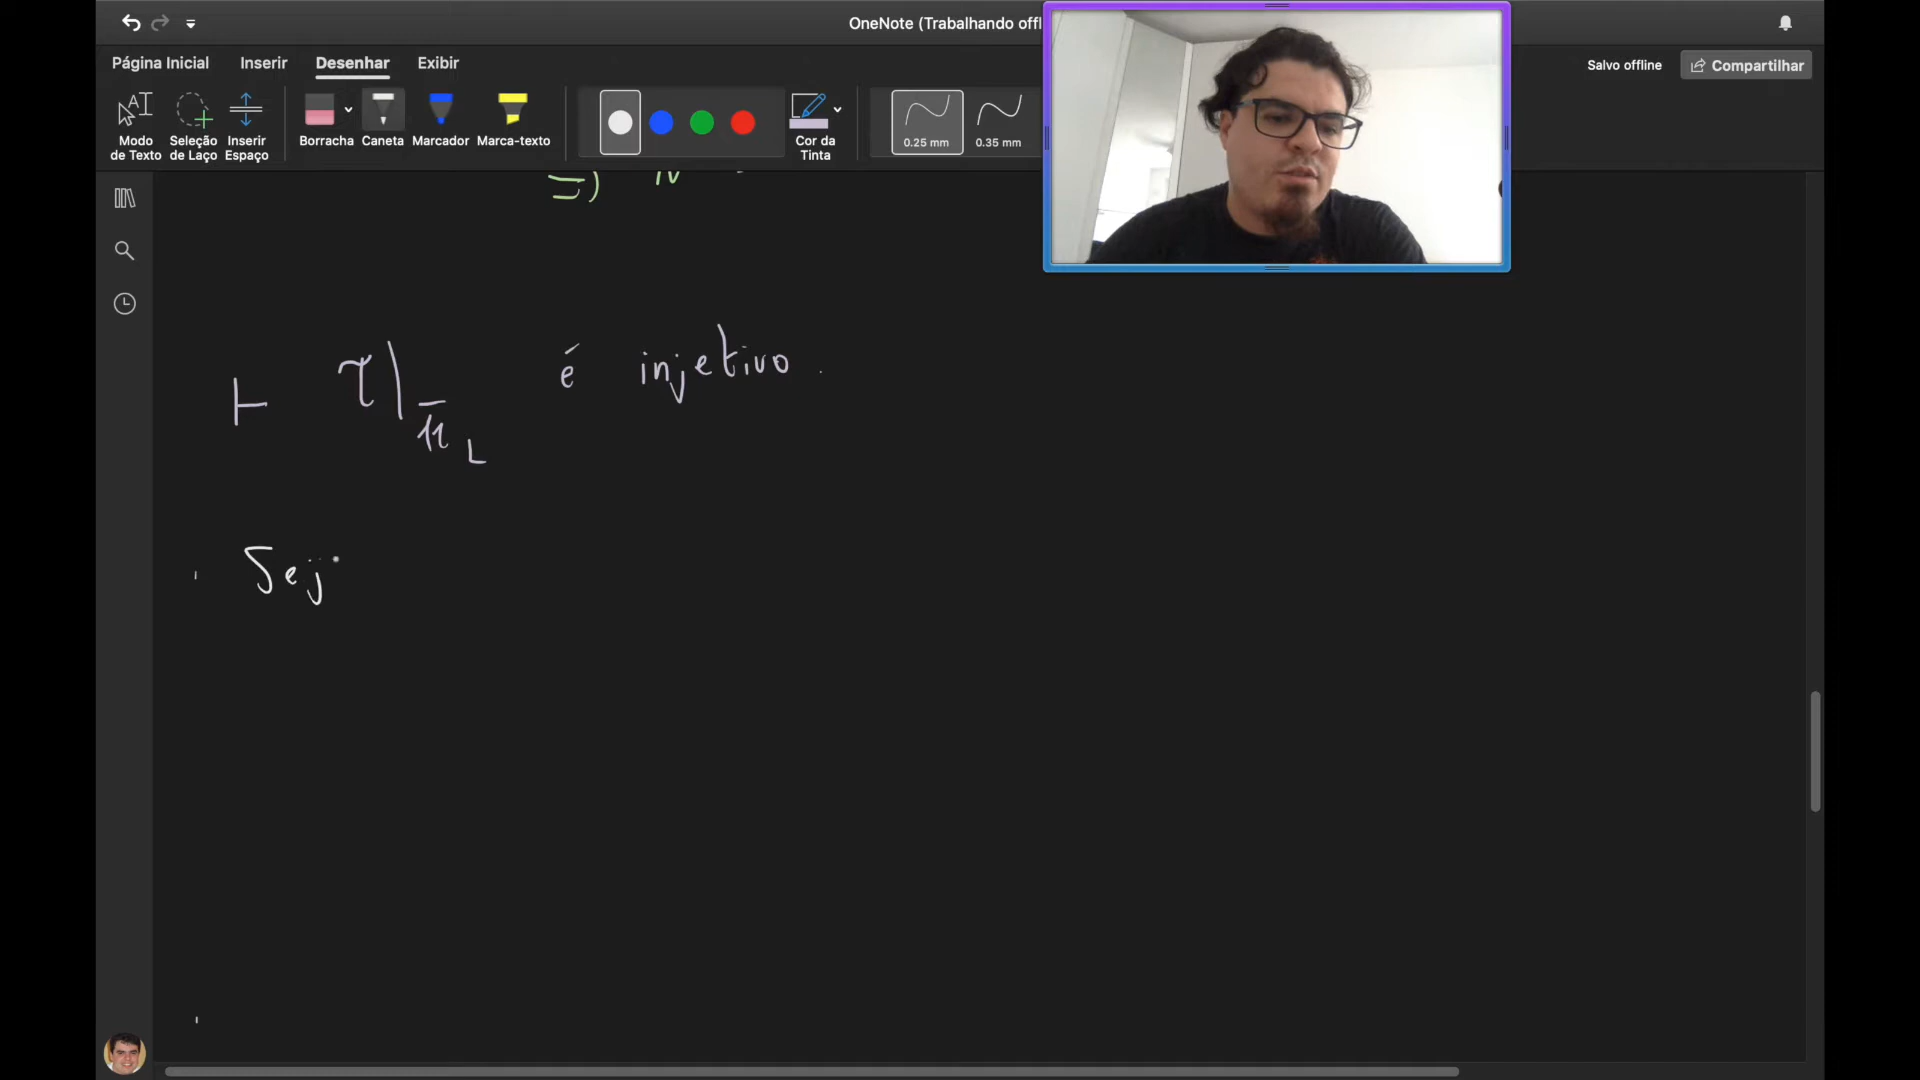 OneNote (Trabalhando offl
Página Inicial Inserir Desenhar Exibir
Salvo offline Compartilhar
Modo de Texto
Seleção de Laço
Inserir Espaço
Borracha
Caneta
Marcador
Marca-texto
Cor da Tinta
0.25 mm
0.35 mm
=)
⊢ τ| é injetivo.
L
Sej